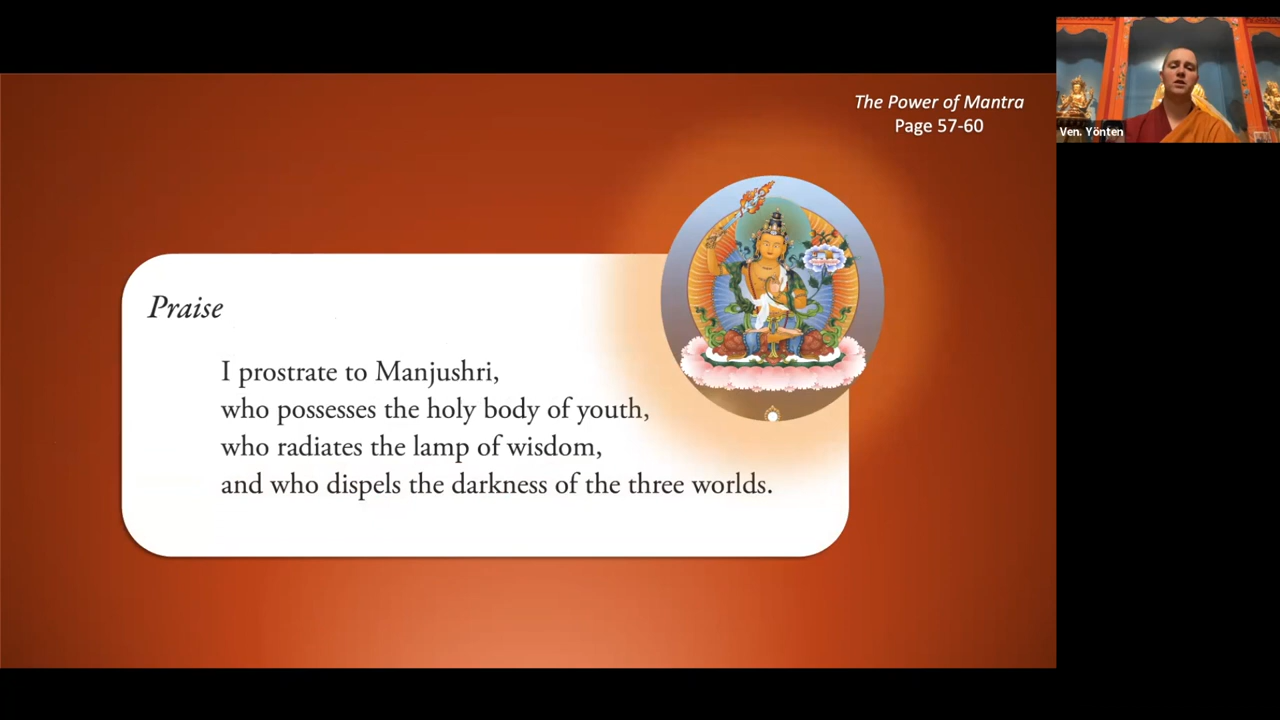 The Power of Mantra
Page 57-60
Ven. Yönten
Praise
I prostrate to Manjushri,
who possesses the holy body of youth,
who radiates the lamp of wisdom,
and who dispels the darkness of the three worlds.